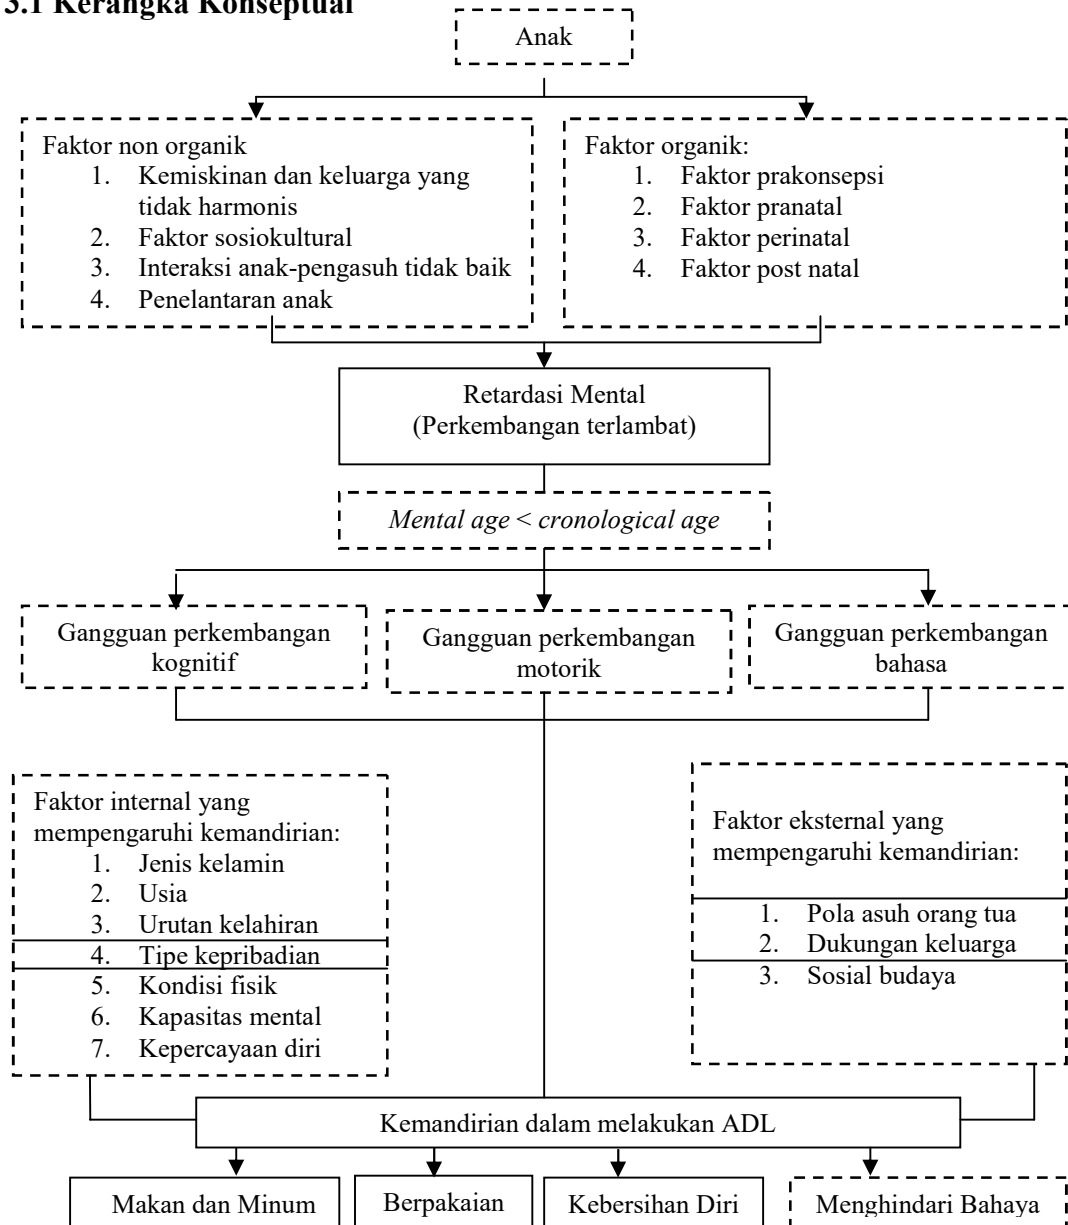 3.1 Kerangka Konseptual
Anak
Faktor non organik
1. Kemiskinan dan keluarga yang
tidak harmonis
2. Faktor sosiokultural
3. Interaksi anak-pengasuh tidak baik
4. Penelantaran anak
Faktor organik:
1. Faktor prakonsepsi
2. Faktor pranatal
3. Faktor perinatal
4. Faktor post natal
Retardasi Mental
(Perkembangan terlambat)
Mental age < cronological age
Gangguan perkembangan
kognitif
Gangguan perkembangan
motorik
Gangguan perkembangan
bahasa
Faktor internal yang
mempengaruhi kemandirian:
1. Jenis kelamin
2. Usia
3. Urutan kelahiran
4. Tipe kepribadian
5. Kondisi fisik
6. Kapasitas mental
7. Kepercayaan diri
Faktor eksternal yang
mempengaruhi kemandirian:
1. Pola asuh orang tua
2. Dukungan keluarga
3. Sosial budaya
Kemandirian dalam melakukan ADL
Makan dan Minum
Berpakaian
Kebersihan Diri
Menghindari Bahaya